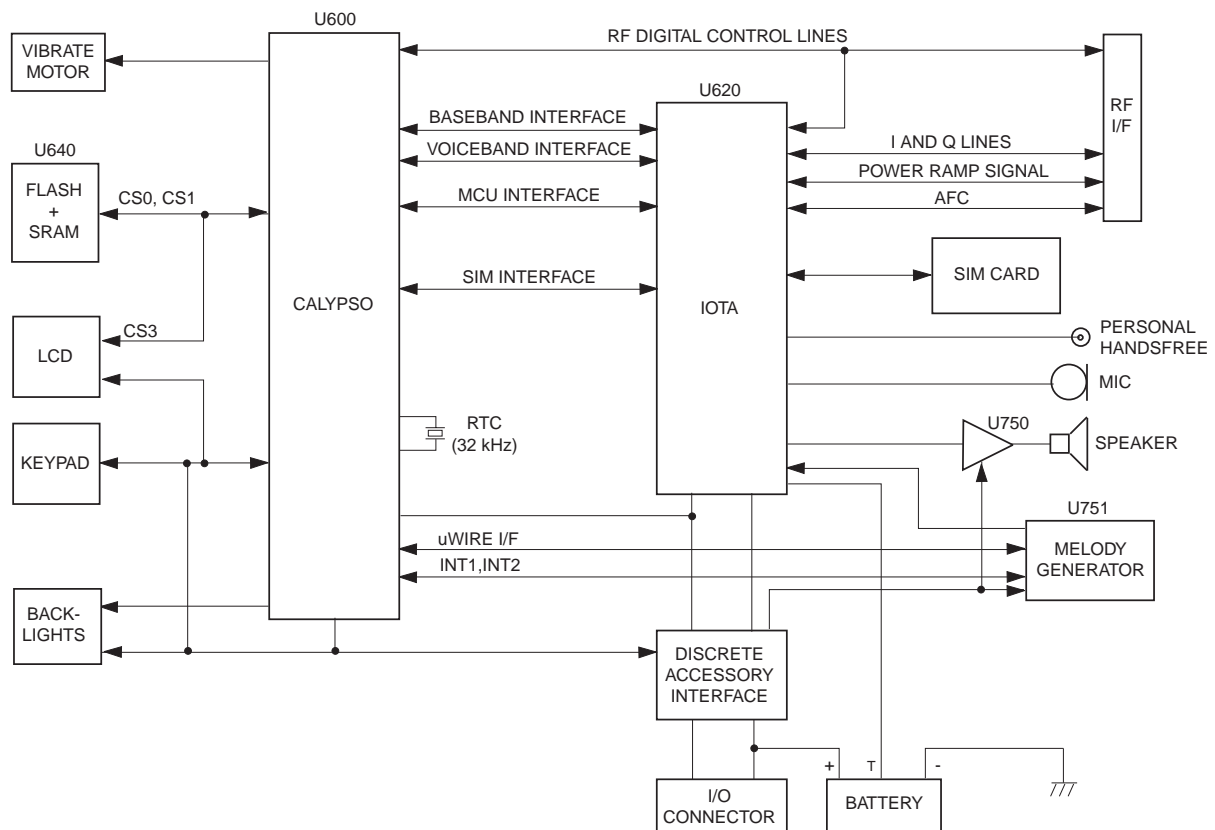 U600
RF DIGITAL CONTROL LINES
VIBRATE
MOTOR
U620
RF
I/F
BASEBAND INTERFACE
I AND Q LINES
VOICEBAND INTERFACE
U640
POWER RAMP SIGNAL
FLASH
+
SRAM
CS0, CS1
MCU INTERFACE
AFC
SIM CARD
SIM INTERFACE
CALYPSO
IOTA
CS3
LCD
PERSONAL
HANDSFREE
MIC
RTC
(32 kHz)
U750
SPEAKER
KEYPAD
U751
uWIRE I/F
MELODY
GENERATOR
INT1,INT2
BACK-
LIGHTS
DISCRETE
ACCESSORY
INTERFACE
+
T
-
I/O
CONNECTOR
BATTERY